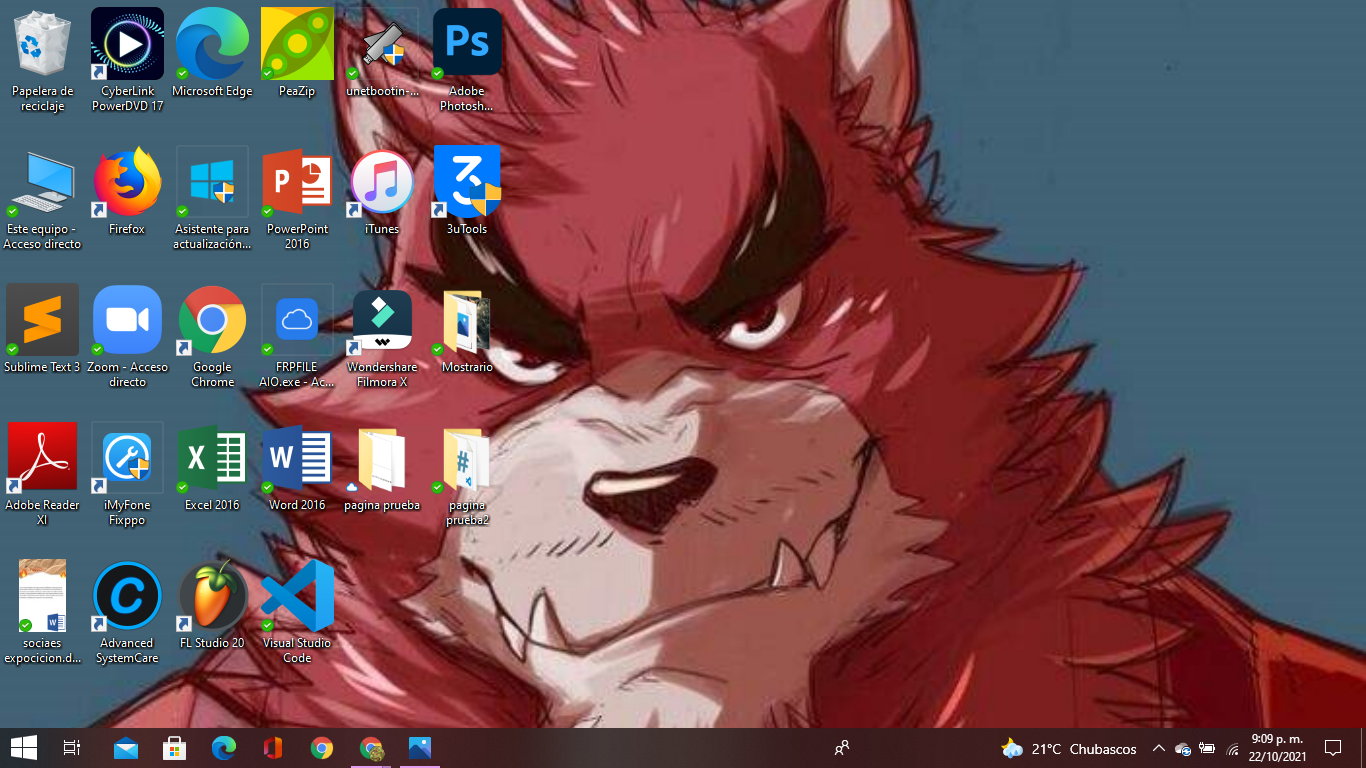 Papelera de
reciclaje
CyberLink
PowerDVD 17
Microsoft Edge
PeaZip
unetbootin-...
Ps
Adobe
Photosh...
Este equipo -
Acceso directo
Firefox
Asistente para
actualización...
P
PowerPoint
2016
iTunes
3
3uTools
Sublime Text 3
Zoom - Acceso
directo
Google
Chrome
FRPFILE
AIO.exe - Ac...
Wondershare
Filmora X
Mostrario
Adobe Reader
XI
iMyFone
Fixppo
X
Excel 2016
W
Word 2016
pagina prueba
#
pagina
prueba2
W
sociaes
expocicion.d...
C
Advanced
SystemCare
FL Studio 20
Visual Studio
Code
21°C Chubascos
9:09 p. m.
22/10/2021